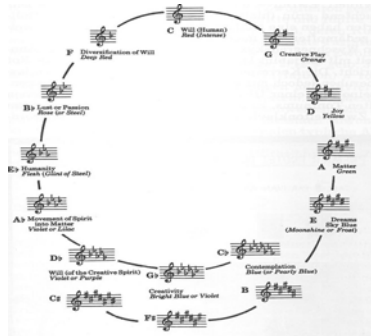 C Will (Human)
Red (Intense)
G Creative Play
Orange
D Joy
Yellow
A Matter
Green
E Dreams
Sky Blue
(Moonshine or Frost)
B
F♯
C♯
C♭
Contemplation
Blue (or Pearly Blue)
G♭
Creativity
Bright Blue or Violet
D♭
Will (of the Creative Spirit)
Violet or Purple
A♭ Movement of Spirit
into Matter
Violet or Lilac
E♭ Humanity
Flesh (Glint of Steel)
B♭ Lust or Passion
Rose (or Steel)
F Diversification of Will
Deep Red